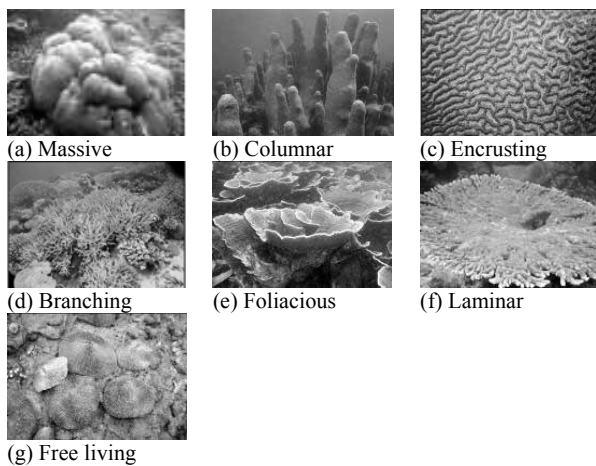 (a) Massive
(b) Columnar
(c) Encrusting
(d) Branching
(e) Foliacious
(f) Laminar
(g) Free living